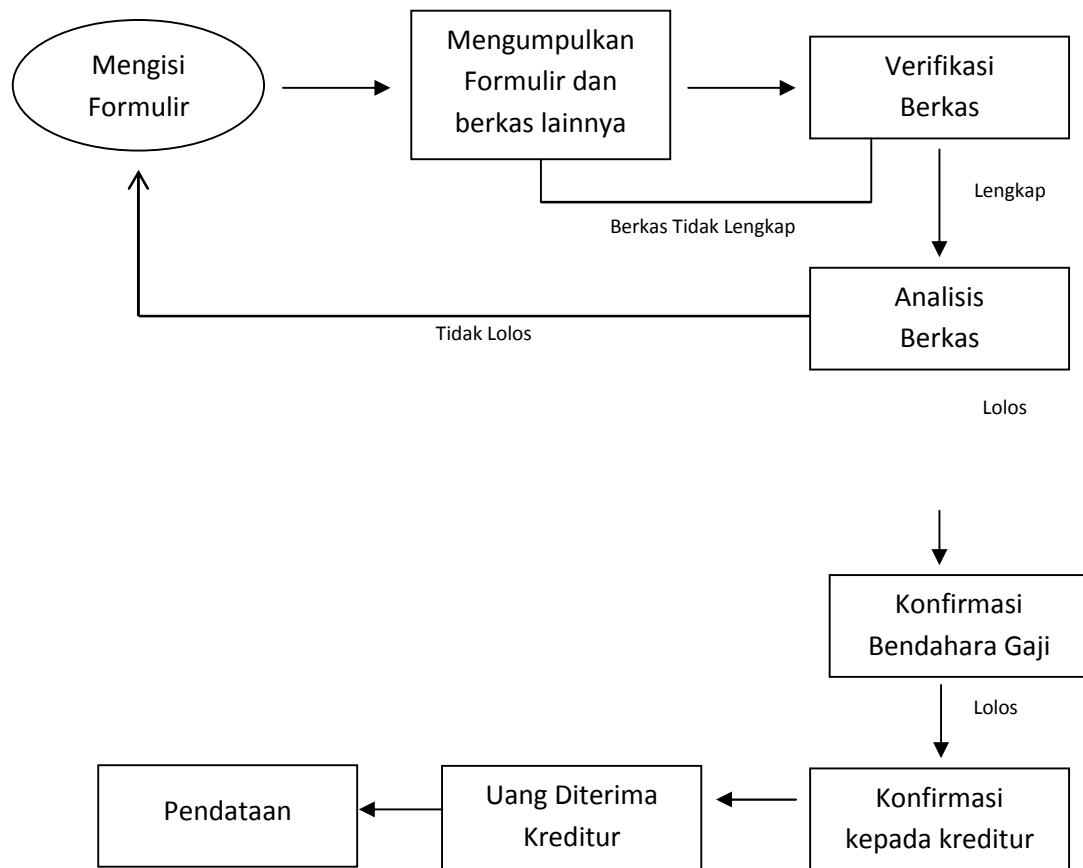 Mengisi
Formulir
Mengumpulkan
Formulir dan
berkas lainnya
Verifikasi
Berkas
Lengkap
Berkas Tidak Lengkap
Analisis
Berkas
Tidak Lolos
Lolos
Konfirmasi
Bendahara Gaji
Lolos
Konfirmasi
kepada kreditur
Uang Diterima
Kreditur
Pendataan